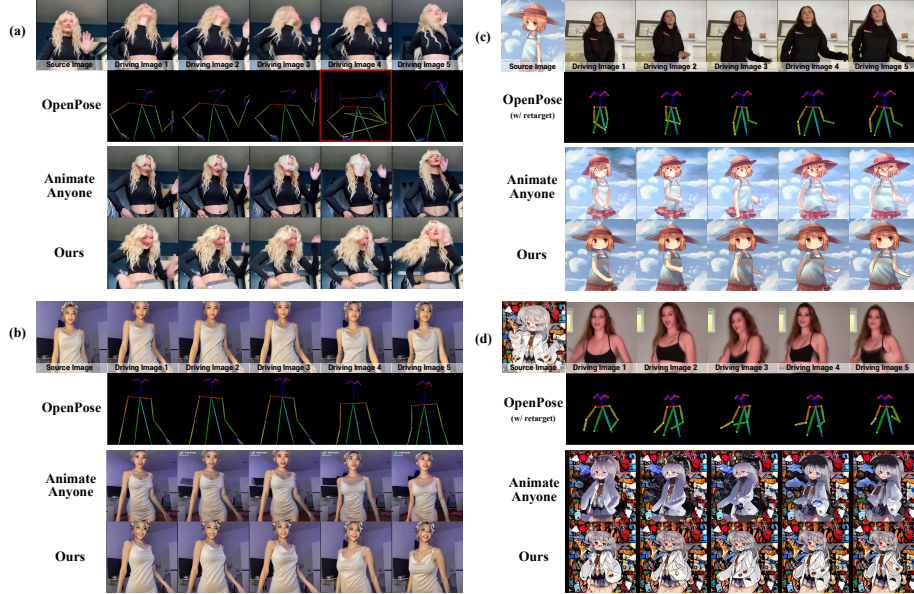 (a)
Source Image
Driving Image 1
Driving Image 2
Driving Image 3
Driving Image 4
Driving Image 5
OpenPose
Animate
Anyone
Ours
(b)
Source Image
Driving Image 1
Driving Image 2
Driving Image 3
Driving Image 4
Driving Image 5
OpenPose
Animate
Anyone
Ours
(c)
Source Image
Driving Image 1
Driving Image 2
Driving Image 3
Driving Image 4
Driving Image 5
OpenPose
(w/ retarget)
Animate
Anyone
Ours
(d)
Source Image
Driving Image 1
Driving Image 2
Driving Image 3
Driving Image 4
Driving Image 5
OpenPose
(w/ retarget)
Animate
Anyone
Ours